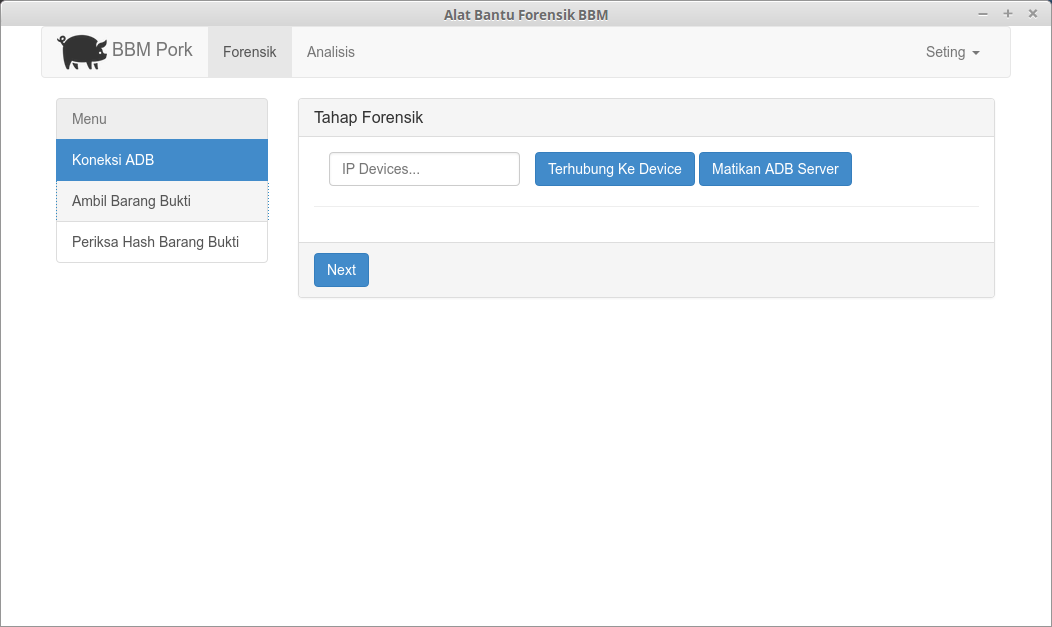 Alat Bantu Forensik BBM
BBM Pork
Forensik
Analisis
Seting
Menu
Koneksi ADB
Ambil Barang Bukti
Periksa Hash Barang Bukti
Tahap Forensik
IP Devices...
Terhubung Ke Device
Matikan ADB Server
Next